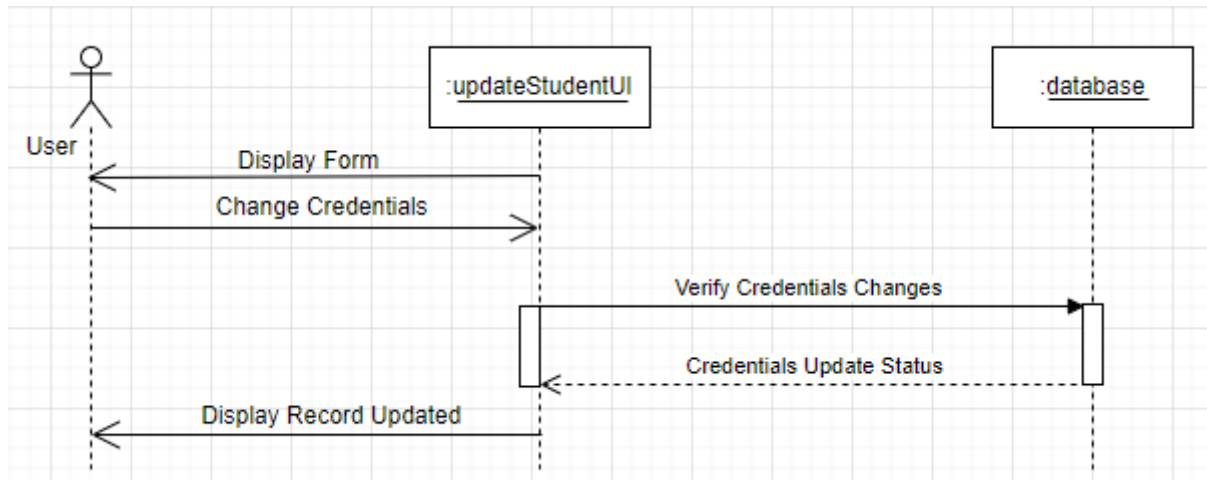 :updateStudentUI
:database
User
Display Form
Change Credentials
Verify Credentials Changes
Credentials Update Status
Display Record Updated